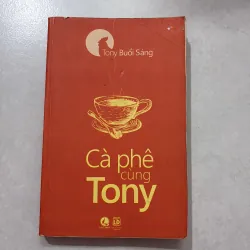 Tony Buổi Sáng
Cà phê
cùng
Tony